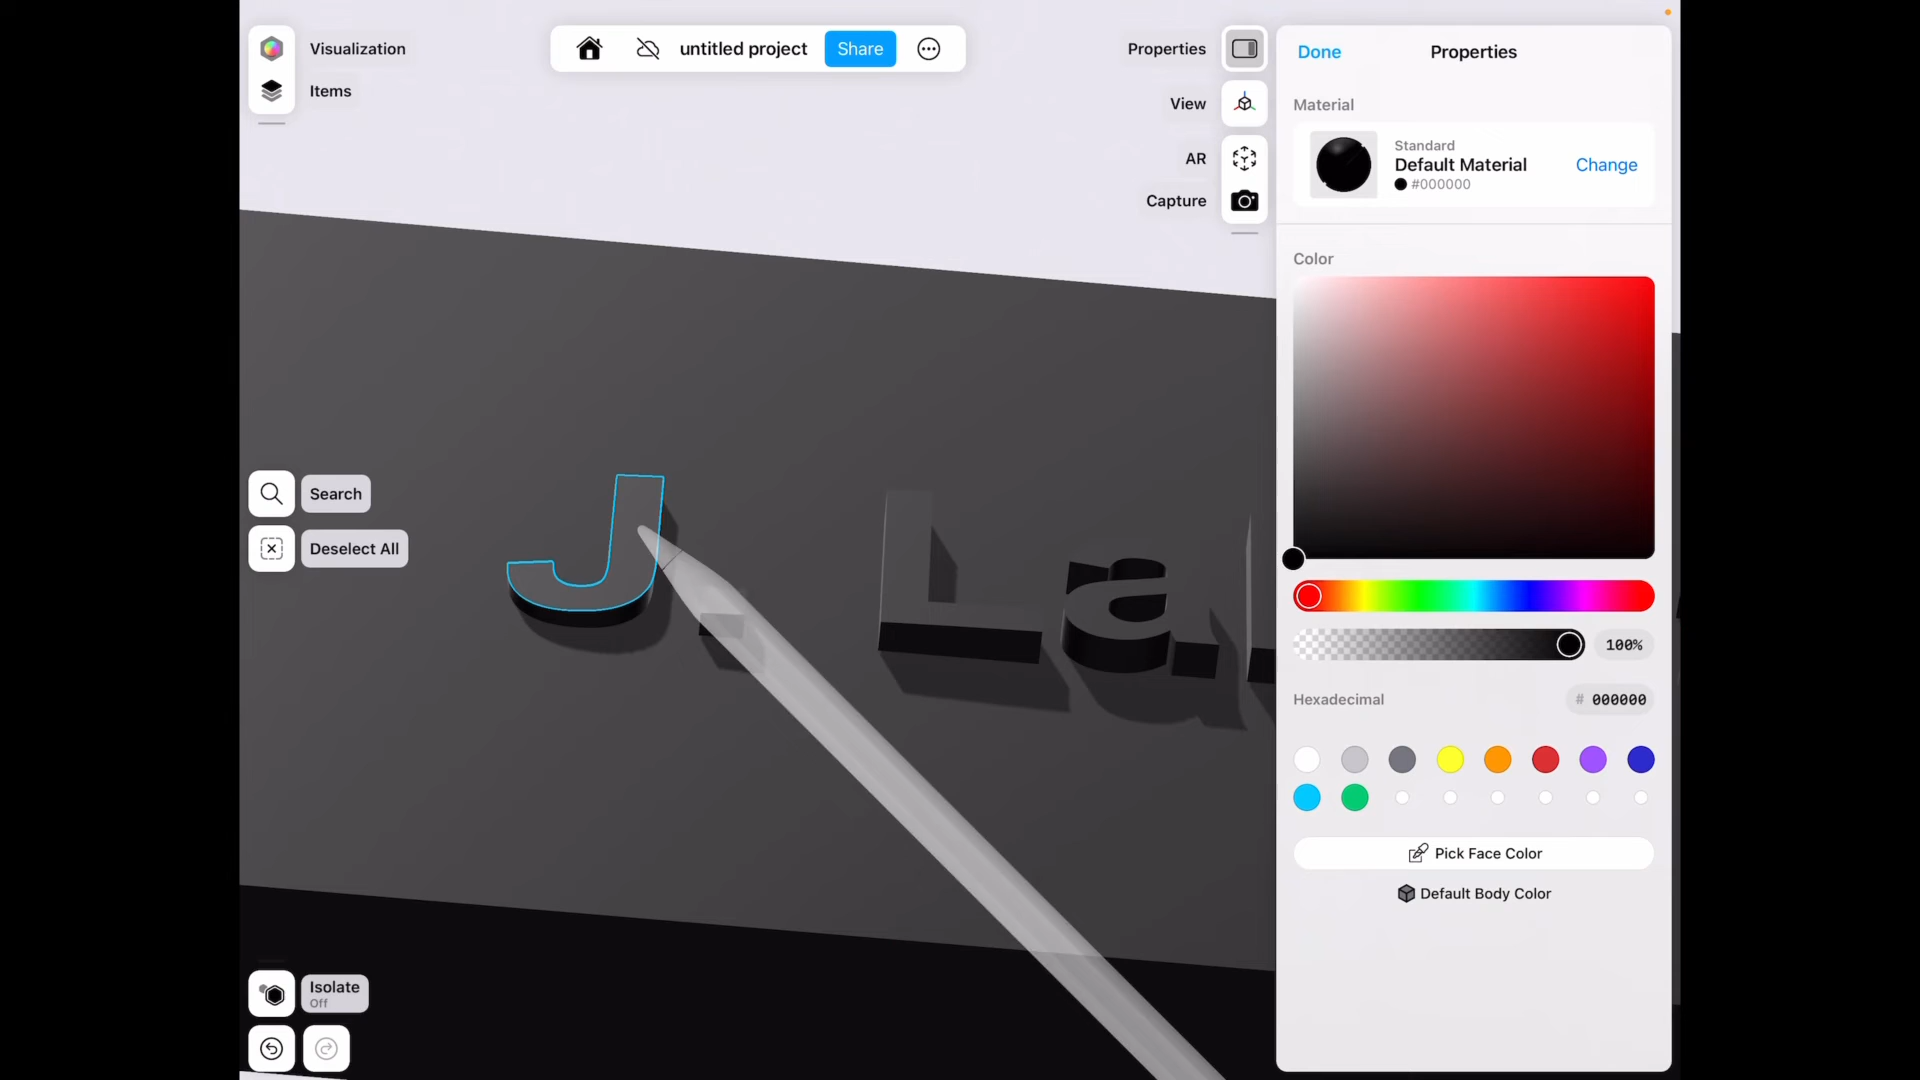 Visualization
Items
untitled project
Share
Properties
View
AR
Capture
Done
Properties
Material
Standard
Default Material
#000000
Change
Color
100%
Hexadecimal
# 000000
Pick Face Color
Default Body Color
Search
Deselect All
Isolate
Off
J. La